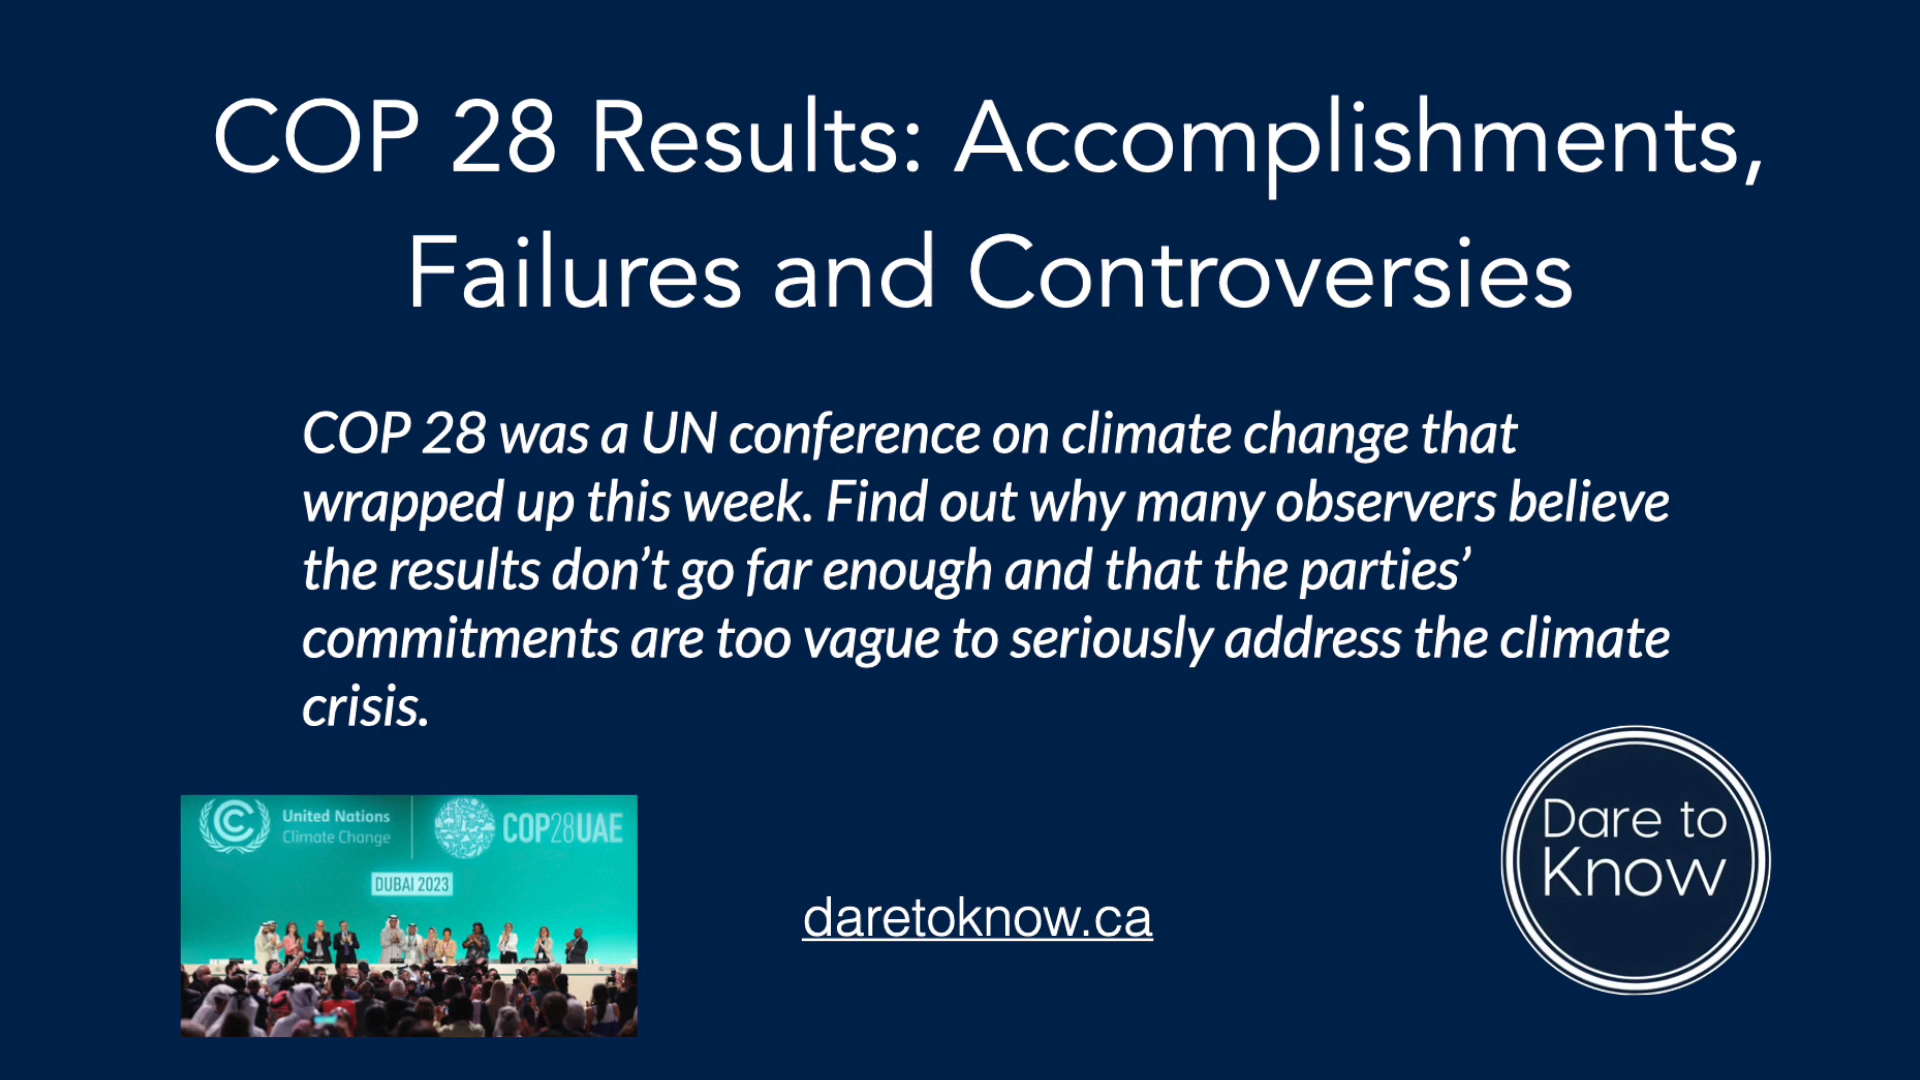 COP 28 Results: Accomplishments,
Failures and Controversies
COP 28 was a UN conference on climate change that
wrapped up this week. Find out why many observers believe
the results don’t go far enough and that the parties’
commitments are too vague to seriously address the climate
crisis.
United Nations
Climate Change
COP28UAE
DUBAI 2023
daretoknow.ca
Dare to
Know